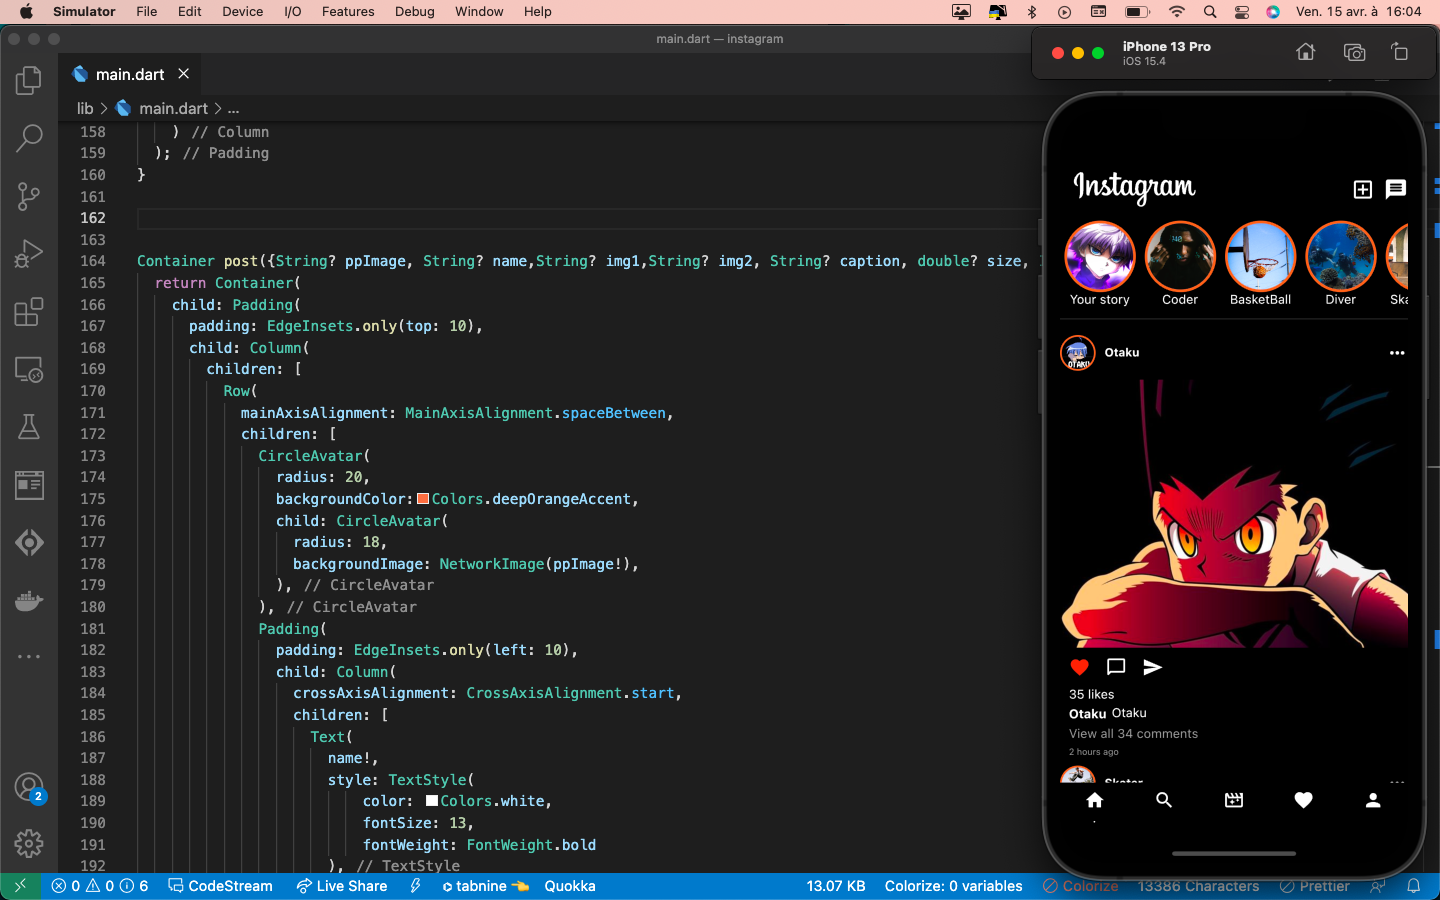 Simulator File Edit Device I/O Features Debug Window Help Ven. 15 avr. à 16:04
main.dart — instagram
main.dart
lib > main.dart > ...
158 ) // Column
159 ); // Padding
160 }
161
162
163
164 Container post({String? ppImage, String? name,String? img1,String? img2, String? caption, double? size,
165 return Container(
166 child: Padding(
167 padding: EdgeInsets.only(top: 10),
168 child: Column(
169 children: [
170 Row(
171 mainAxisAlignment: MainAxisAlignment.spaceBetween,
172 children: [
173 CircleAvatar(
174 radius: 20,
175 backgroundColor: Colors.deepOrangeAccent,
176 child: CircleAvatar(
177 radius: 18,
178 backgroundImage: NetworkImage(ppImage!),
179 ), // CircleAvatar
180 ), // CircleAvatar
181 Padding(
182 padding: EdgeInsets.only(left: 10),
183 child: Column(
184 crossAxisAlignment: CrossAxisAlignment.start,
185 children: [
186 Text(
187 name!,
188 style: TextStyle(
189 color: Colors.white,
190 fontSize: 13,
191 fontWeight: FontWeight.bold
192 ), // TextStyle
2
0 0 6 CodeStream Live Share tabnine Quokka 13.07 KB Colorize: 0 variables Colorize 13386 Characters Prettier
iPhone 13 Pro
iOS 15.4
Instagram
Your story Coder BasketBall Diver Ska
Otaku
OTAKU
35 likes
Otaku Otaku
View all 34 comments
2 hours ago
Skater